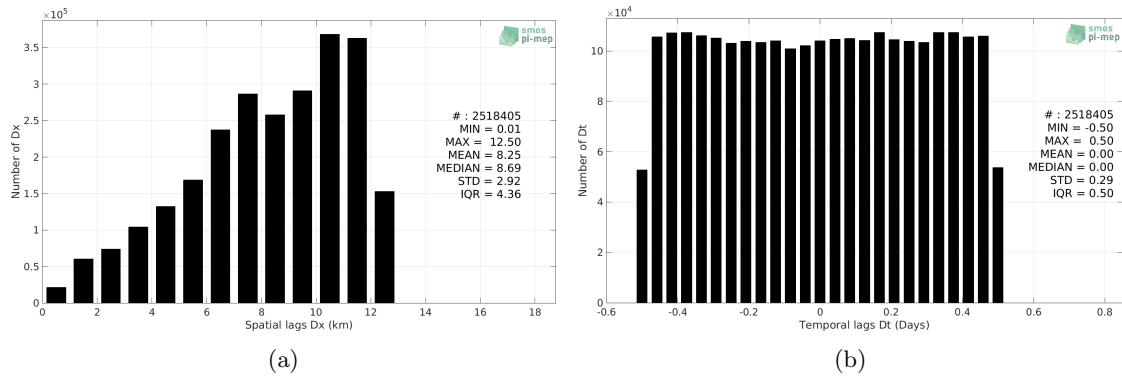 ×10⁵
3.5
3
2.5
2
1.5
1
0.5
0
Number of Dx
smos
pi-mep
# : 2518405
MIN = 0.01
MAX = 12.50
MEAN = 8.25
MEDIAN = 8.69
STD = 2.92
IQR = 4.36
0 2 4 6 8 10 12 14 16 18
Spatial lags Dx (km)
(a)
×10⁴
10
8
6
4
2
0
Number of Dt
smos
pi-mep
# : 2518405
MIN = -0.50
MAX = 0.50
MEAN = 0.00
MEDIAN = 0.00
STD = 0.29
IQR = 0.50
-0.6 -0.4 -0.2 0 0.2 0.4 0.6 0.8
Temporal lags Dt (Days)
(b)